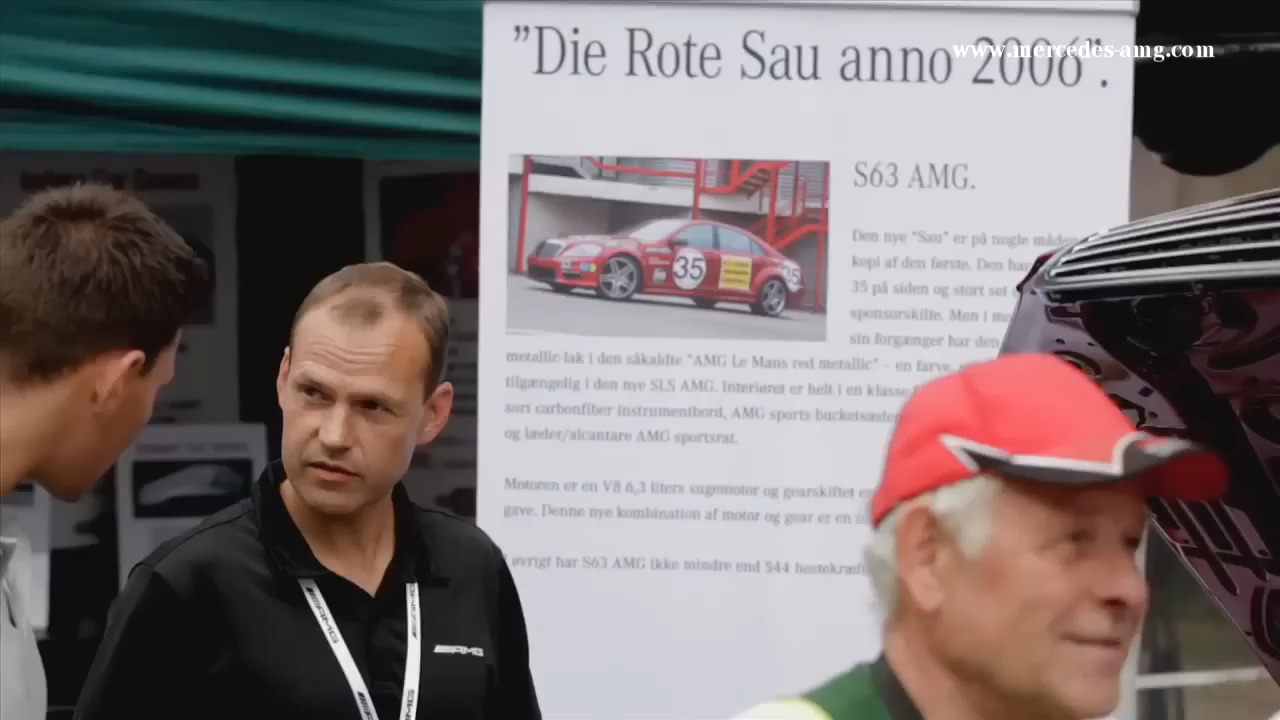 www.mercedes-amg.com
"Die Rote Sau anno 2006".
S63 AMG.
Den nye "Sau" er på nogle måder
kopi af den første. Den har
35 på siden og stort set
sponsorskilte. Men i
sin forgænger har den
metallic-lak i den såkaldte "AMG Le Mans red metallic" - en farve,
tilgængelig i den nye SLS AMG. Interiøret er helt i en
sort carbonfiber instrumentbord, AMG sports bucketsæder
og læder/alcantare AMG sportsrat.
Motoren er en V8 6,3 liters sugemotor og gearskiftet
gave. Denne nye kombination af motor og gear er en
øvrigt har S63 AMG ikke mindre end 544
35
35
AMG
AMG
AMG
AMG